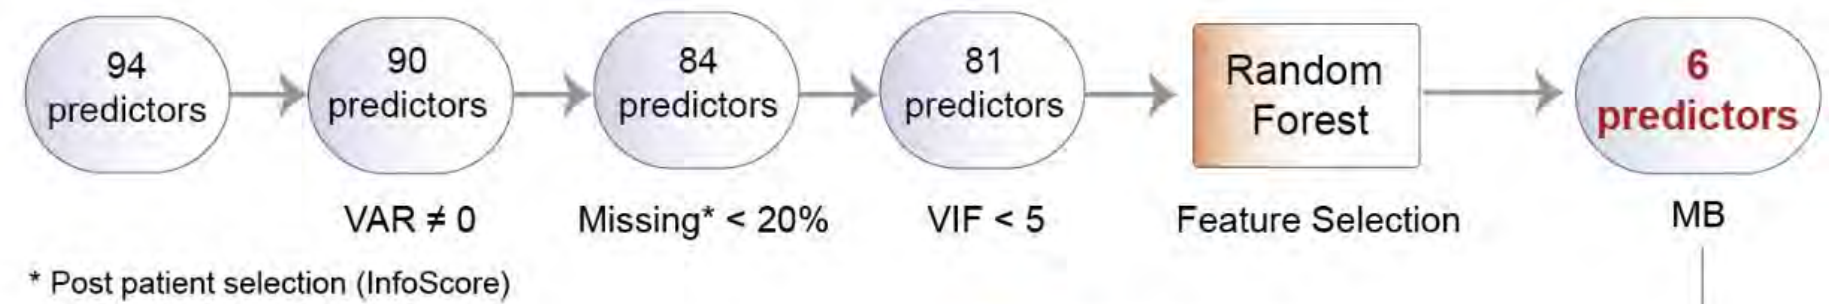 94
predictors
90
predictors
84
predictors
81
predictors
Random
Forest
6
predictors
VAR ≠ 0
Missing* < 20%
VIF < 5
Feature Selection
MB
* Post patient selection (InfoScore)